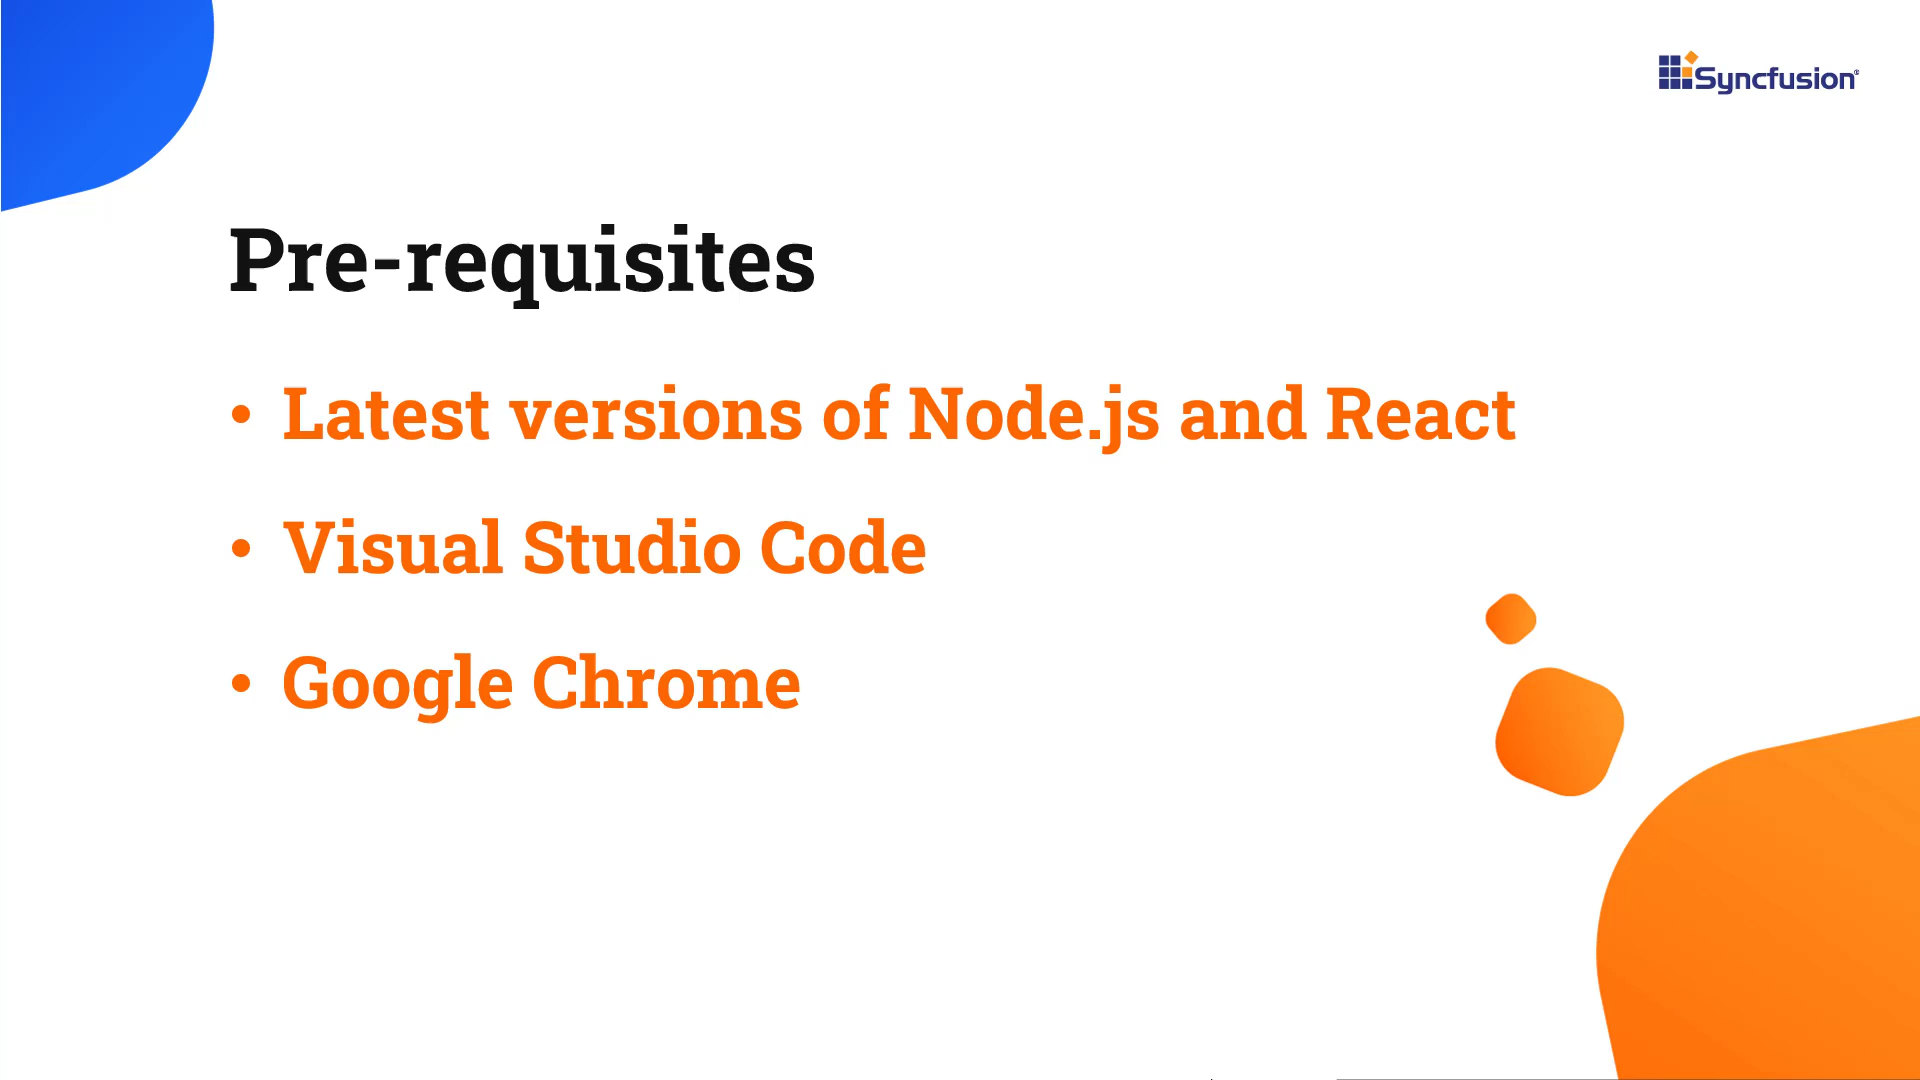 Syncfusion®
Pre-requisites
• Latest versions of Node.js and React
• Visual Studio Code
• Google Chrome